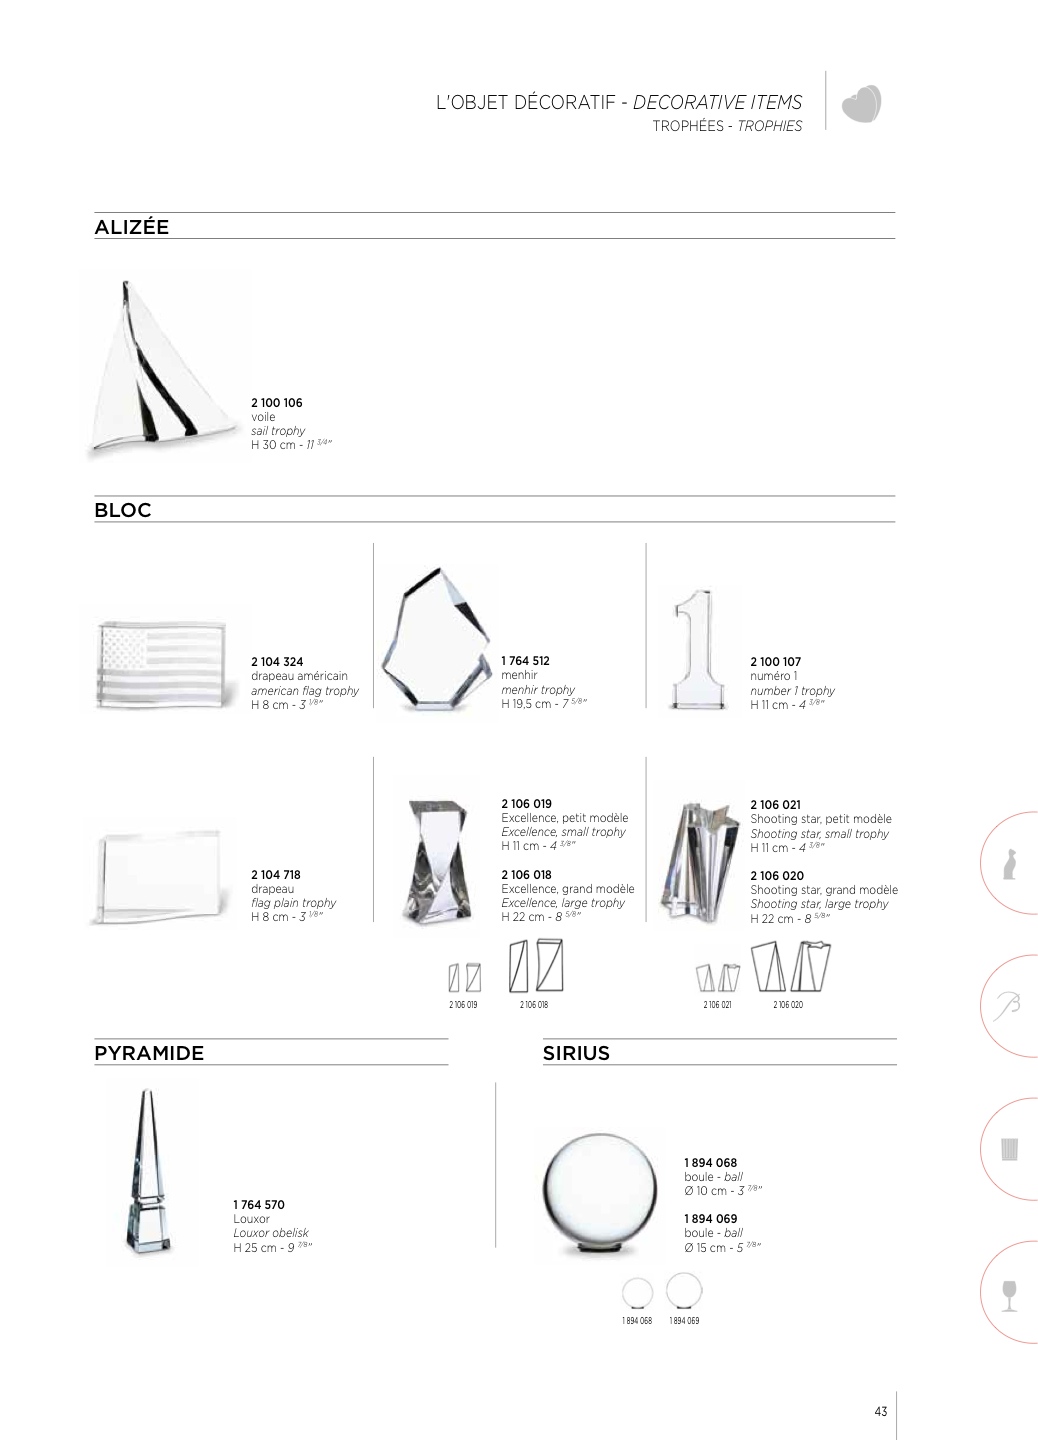 L'OBJET DÉCORATIF - DECORATIVE ITEMS
TROPHÉES - TROPHIES
ALIZÉE
2 100 106
voile
sail trophy
H 30 cm - 11 3/4"
BLOC
2 104 324
drapeau américain
american flag trophy
H 8 cm - 3 1/8"
1 764 512
menhir
menhir trophy
H 19,5 cm - 7 5/8"
2 100 107
numéro 1
number 1 trophy
H 11 cm - 4 3/8"
2 104 718
drapeau
flag plain trophy
H 8 cm - 3 1/8"
2 106 019
Excellence, petit modèle
Excellence, small trophy
H 11 cm - 4 3/8"
2 106 018
Excellence, grand modèle
Excellence, large trophy
H 22 cm - 8 5/8"
2 106 019
2 106 018
2 106 021
Shooting star, petit modèle
Shooting star, small trophy
H 11 cm - 4 3/8"
2 106 020
Shooting star, grand modèle
Shooting star, large trophy
H 22 cm - 8 5/8"
2 106 021
2 106 020
PYRAMIDE
1 764 570
Louxor
Louxor obelisk
H 25 cm - 9 7/8"
SIRIUS
1 894 068
boule - ball
Ø 10 cm - 3 7/8"
1 894 069
boule - ball
Ø 15 cm - 5 7/8"
1 894 068
1 894 069
B
43